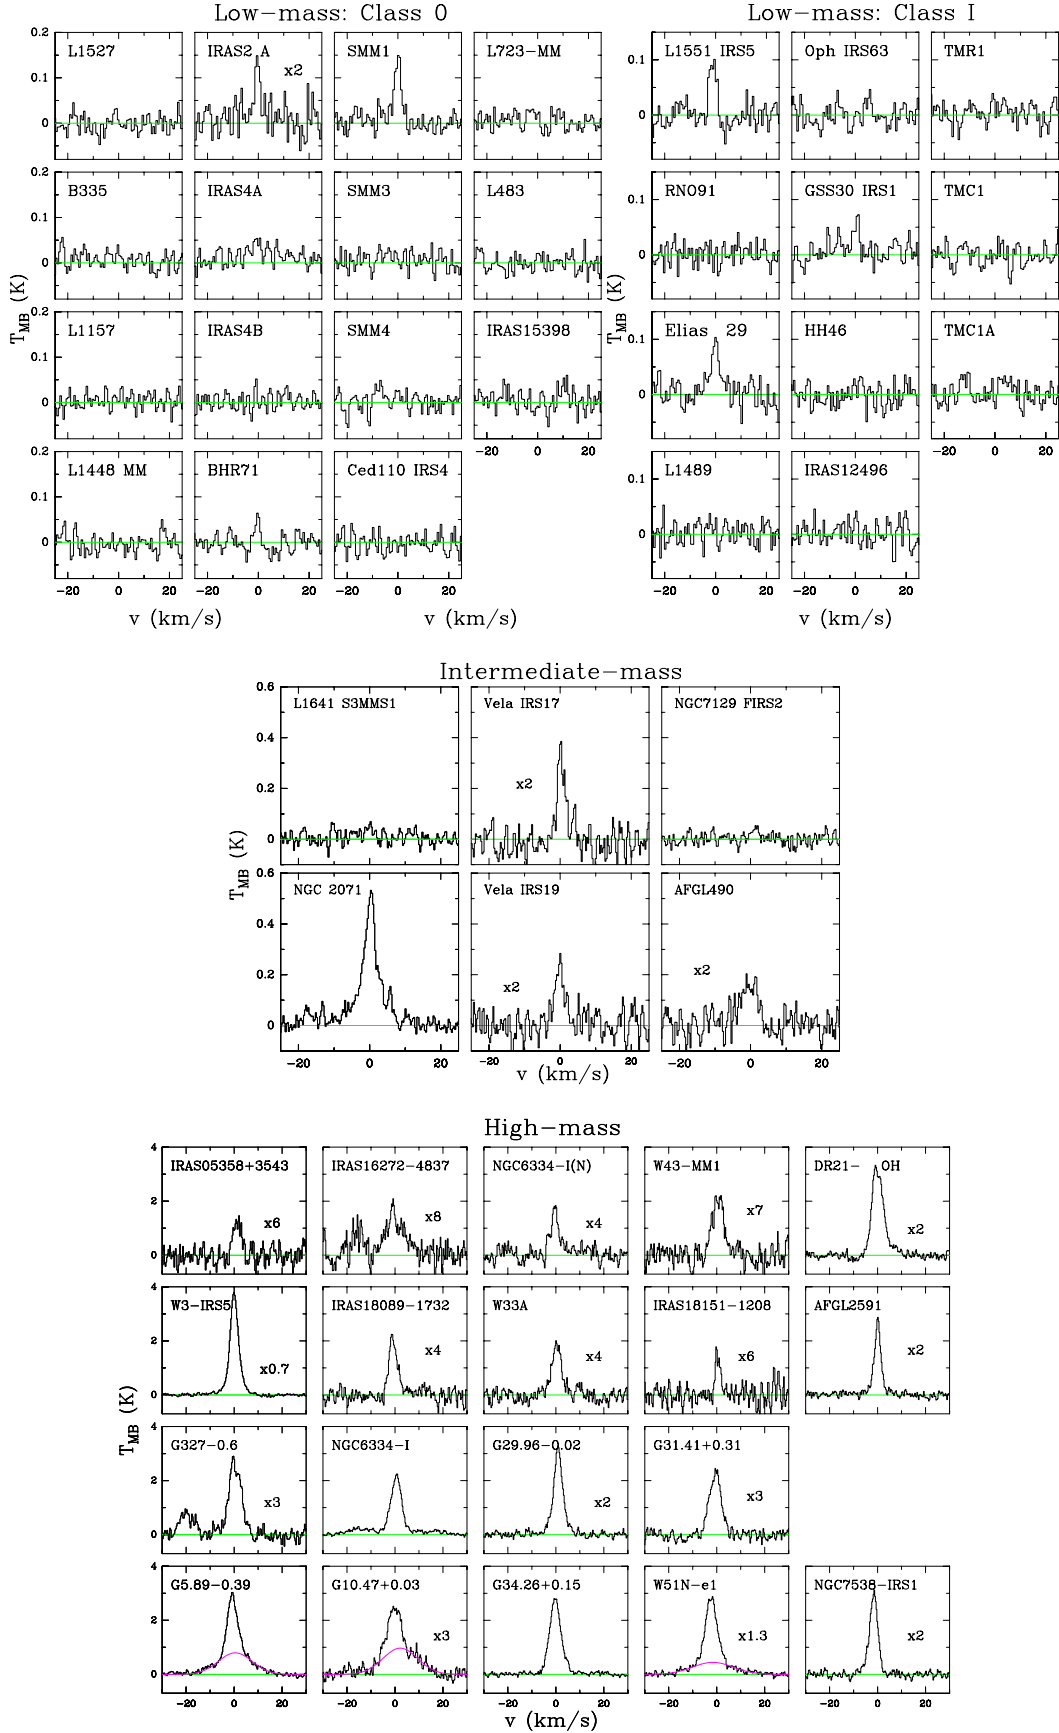 Low-mass: Class 0
Low-mass: Class I
0.2
L1527
IRAS2 A
SMM1
L723-MM
L1551 IRS5
Oph IRS63
TMR1
x2
0.1
0.1
0
0
0.2
B335
IRAS4A
SMM3
L483
RNO91
GSS30 IRS1
TMC1
0.1
0.1
0
0
T_MB (K)
T_MB (K)
0.2
L1157
IRAS4B
SMM4
IRAS15398
Elias 29
HH46
TMC1A
0.1
0.1
0
0
-20 0 20
-20 0 20
0.2
L1448 MM
BHR71
Ced110 IRS4
L1489
IRAS12496
0.1
0.1
0
0
-20 0 20 -20 0 20 -20 0 20
-20 0 20 -20 0 20
v (km/s)
v (km/s)
v (km/s)
Intermediate-mass
0.6
L1641 S3MMS1
Vela IRS17
NGC7129 FIRS2
0.4
x2
0.2
0
T_MB (K)
0.6
NGC 2071
Vela IRS19
AFGL490
0.4
x2
x2
0.2
0
-20 0 20 -20 0 20 -20 0 20
v (km/s)
High-mass
4
IRAS05358+3543
IRAS16272-4837
NGC6334-I(N)
W43-MM1
DR21- OH
2
x6
x8
x4
x7
x2
0
4
W3-IRS5
IRAS18089-1732
W33A
IRAS18151-1208
AFGL2591
2
x0.7
x4
x4
x6
x2
0
T_MB (K)
4
G327-0.6
NGC6334-I
G29.96-0.02
G31.41+0.31
2
x3
x2
x3
0
4
G5.89-0.39
G10.47+0.03
G34.26+0.15
W51N-e1
NGC7538-IRS1
2
x3
x1.3
x2
0
-20 0 20 -20 0 20 -20 0 20 -20 0 20 -20 0 20
v (km/s)